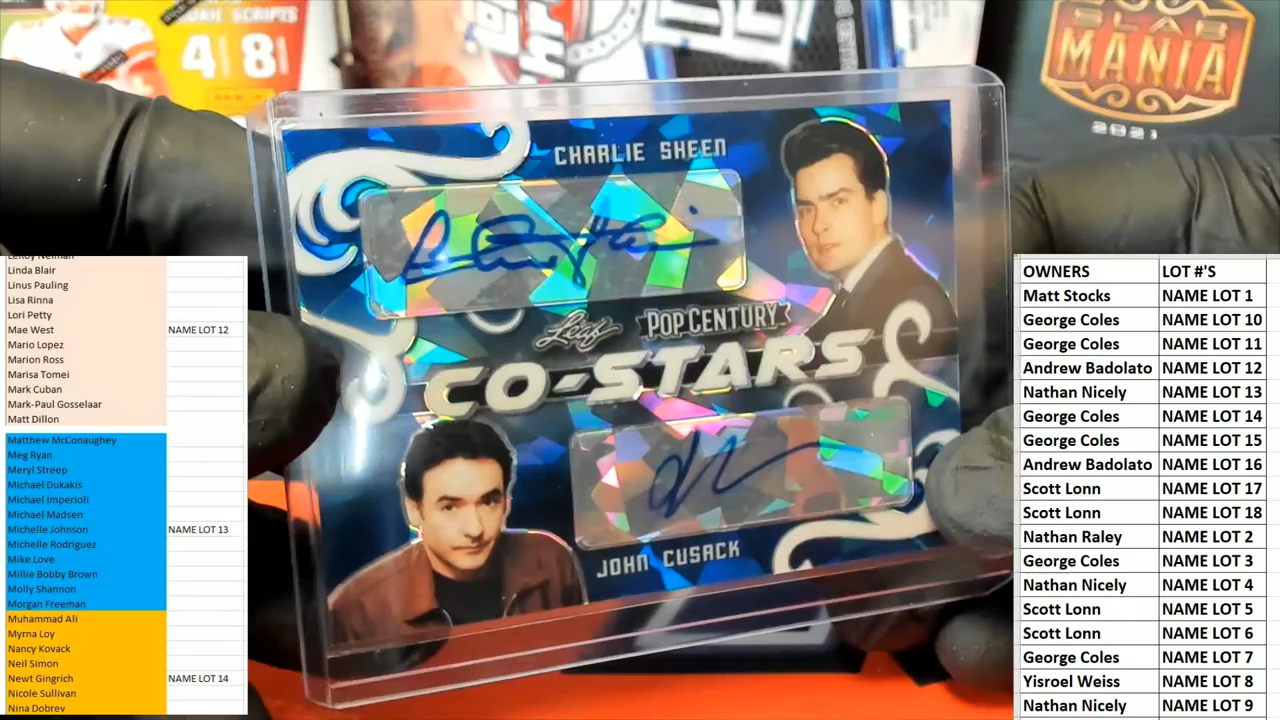 4 8
SLAB
MANIA
2021
CHARLIE SHEEN
Leaf POP CENTURY
CO-STARS
JOHN CUSACK
Linda Blair
Linus Pauling
Lisa Rinna
Lori Petty
Mae West NAME LOT 12
Mario Lopez
Marion Ross
Marisa Tomei
Mark Cuban
Mark-Paul Gosselaar
Matt Dillon
Matthew McConaughey
Meg Ryan
Meryl Streep
Michael Dukakis
Michael Imperioli
Michael Madsen
Michelle Johnson NAME LOT 13
Michelle Rodriguez
Mike Love
Millie Bobby Brown
Molly Shannon
Morgan Freeman
Muhammad Ali
Myrna Loy
Nancy Kovack
Neil Simon
Newt Gingrich NAME LOT 14
Nicole Sullivan
Nina Dobrev
OWNERS LOT #'S
Matt Stocks NAME LOT 1
George Coles NAME LOT 10
George Coles NAME LOT 11
Andrew Badolato NAME LOT 12
Nathan Nicely NAME LOT 13
George Coles NAME LOT 14
George Coles NAME LOT 15
Andrew Badolato NAME LOT 16
Scott Lonn NAME LOT 17
Scott Lonn NAME LOT 18
Nathan Raley NAME LOT 2
George Coles NAME LOT 3
Nathan Nicely NAME LOT 4
Scott Lonn NAME LOT 5
Scott Lonn NAME LOT 6
George Coles NAME LOT 7
Yisroel Weiss NAME LOT 8
Nathan Nicely NAME LOT 9